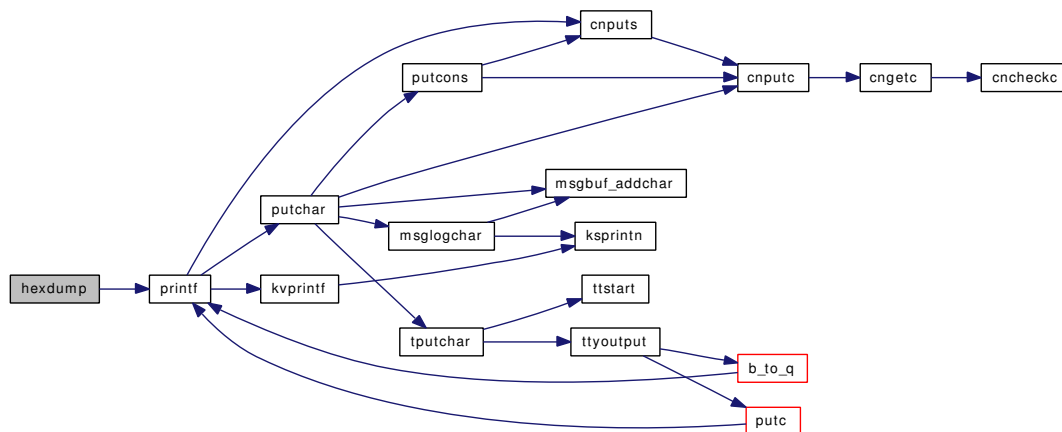 cnputs
putcons
cnputc
cngetc
cncheckc
msgbuf_addchar
putchar
msglogchar
ksprintn
hexdump
printf
kvprintf
ttstart
tputchar
ttyoutput
b_to_q
putc